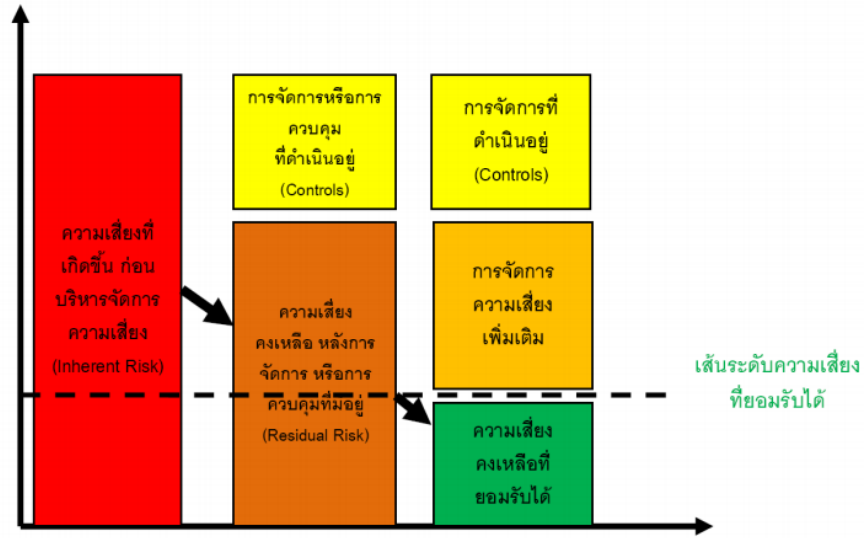 ความเสี่ยงที่
เกิดขึ้น ก่อน
บริหารจัดการ
ความเสี่ยง
(Inherent Risk)
การจัดการหรือการ
ควบคุม
ที่ดำเนินอยู่
(Controls)
ความเสี่ยง
คงเหลือ หลังการ
จัดการ หรือการ
ควบคุมที่มีอยู่
(Residual Risk)
การจัดการที่
ดำเนินอยู่
(Controls)
การจัดการ
ความเสี่ยง
เพิ่มเติม
ความเสี่ยง
คงเหลือที่
ยอมรับได้
เส้นระดับความเสี่ยง
ที่ยอมรับได้